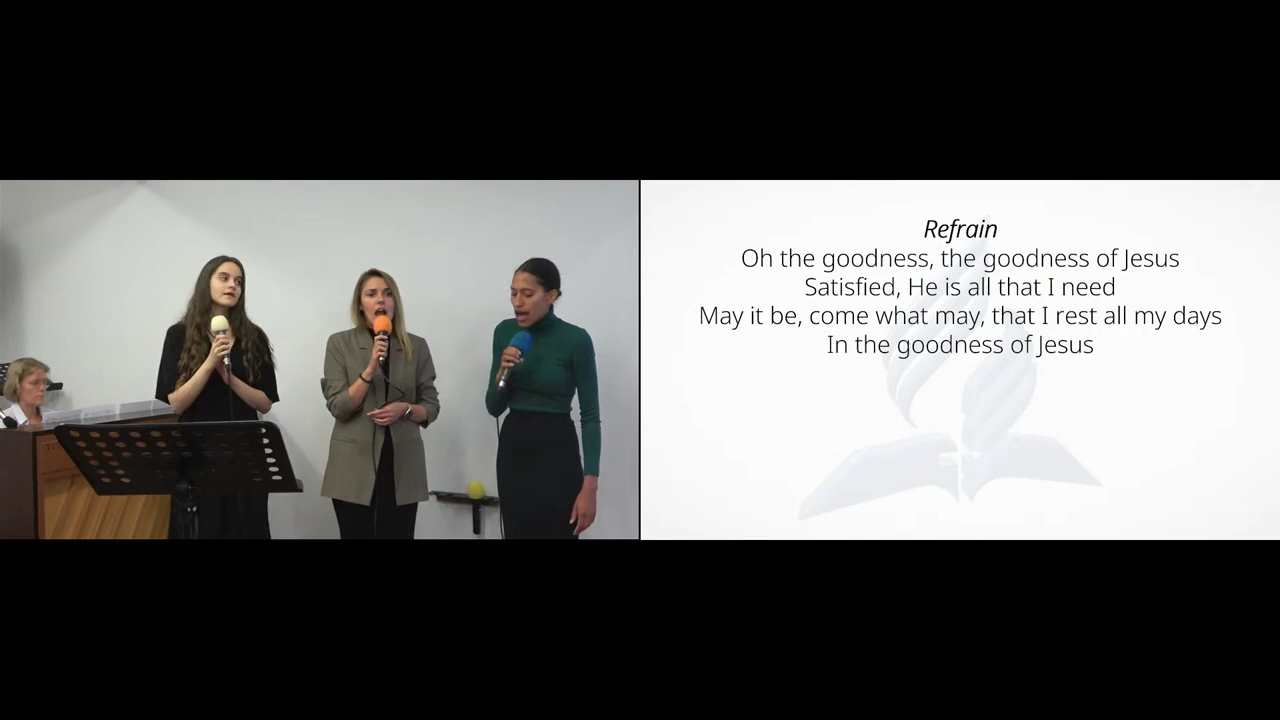 Refrain
Oh the goodness, the goodness of Jesus
Satisfied, He is all that I need
May it be, come what may, that I rest all my days
In the goodness of Jesus